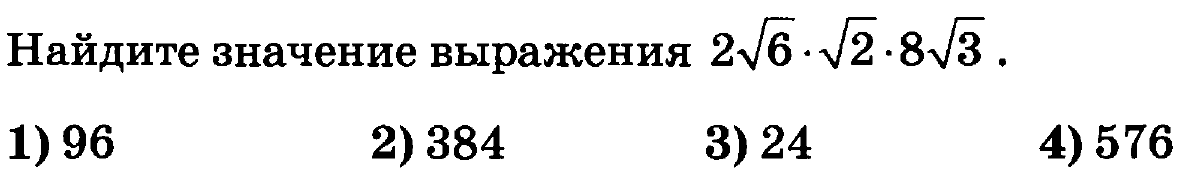 Найдите значение выражения 2√6 · √2 · 8√3 .
1) 96 2) 384 3) 24 4) 576